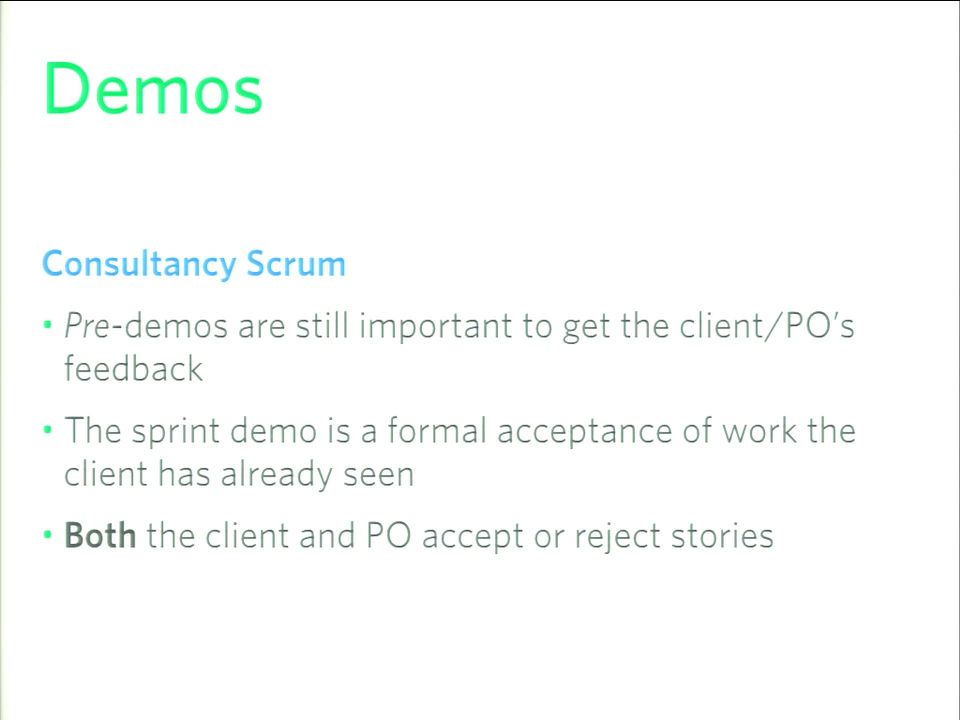 Demos
Consultancy Scrum
• Pre-demos are still important to get the client/PO’s
feedback
• The sprint demo is a formal acceptance of work the
client has already seen
• Both the client and PO accept or reject stories